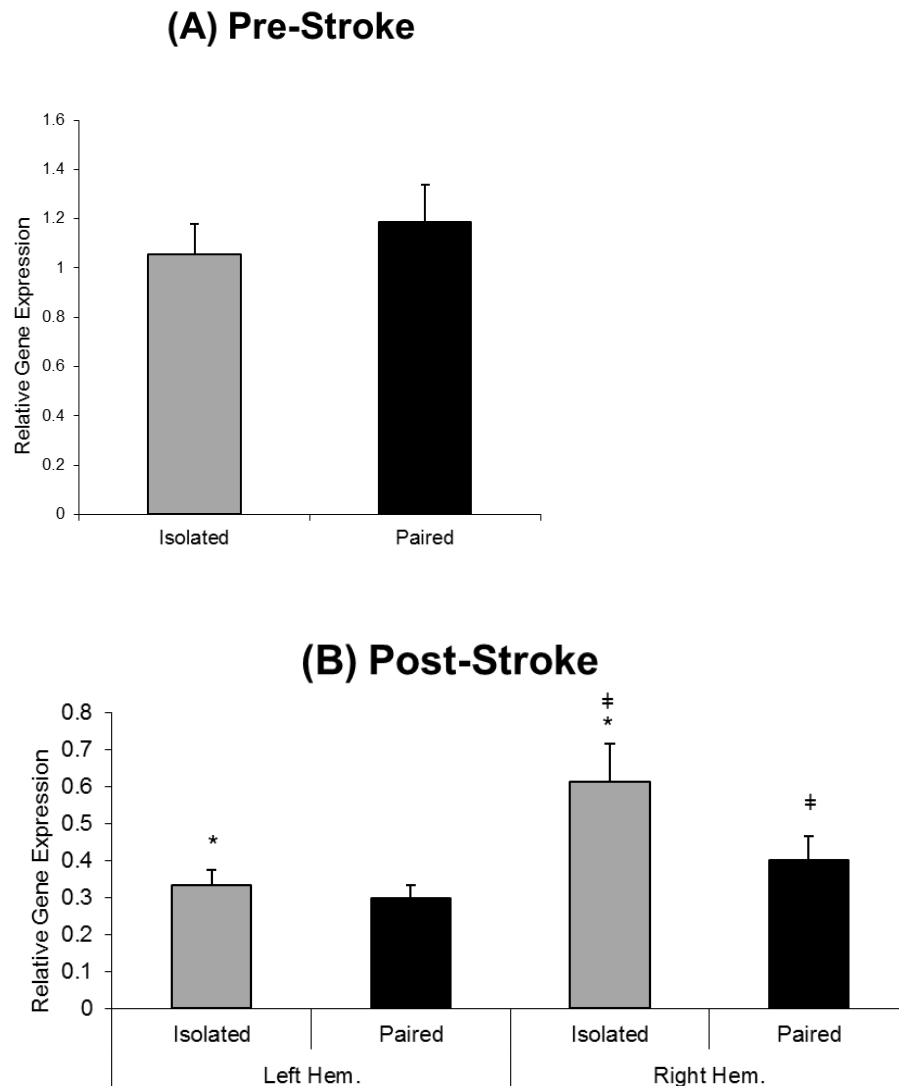 (A) Pre-Stroke
Relative Gene Expression
1.6
1.4
1.2
1
0.8
0.6
0.4
0.2
0
Isolated Paired
(B) Post-Stroke
Relative Gene Expression
0.8
0.7
0.6
0.5
0.4
0.3
0.2
0.1
0
*
ǂ
*
ǂ
Isolated Paired Isolated Paired
Left Hem. Right Hem.